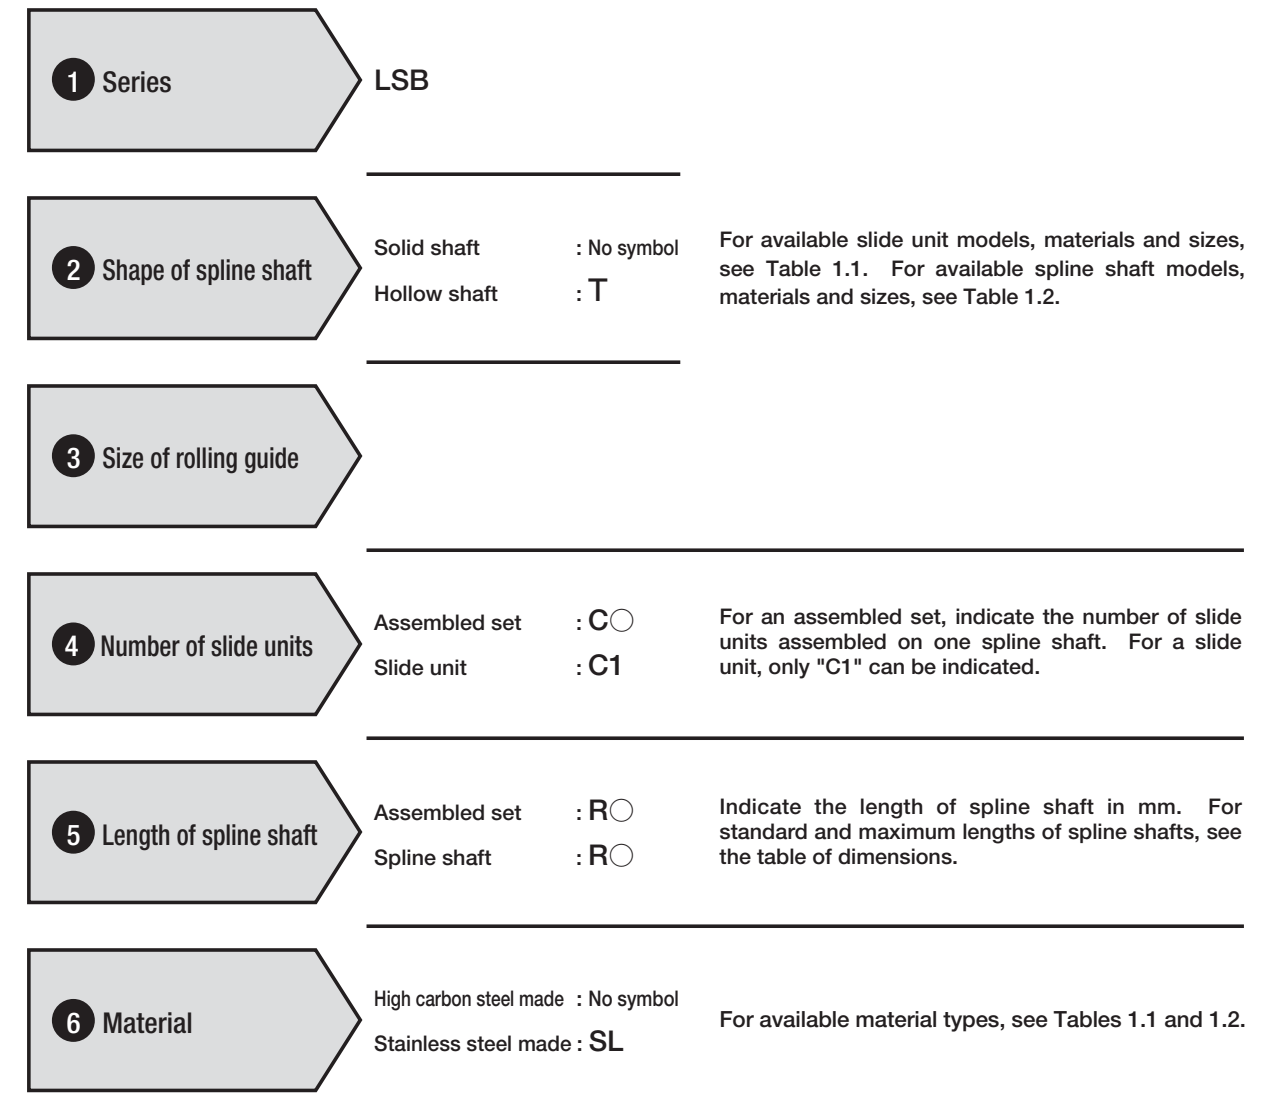 1 Series
LSB
2 Shape of spline shaft
Solid shaft : No symbol
Hollow shaft : T
For available slide unit models, materials and sizes,
see Table 1.1. For available spline shaft models,
materials and sizes, see Table 1.2.
3 Size of rolling guide
4 Number of slide units
Assembled set : C○
Slide unit : C1
For an assembled set, indicate the number of slide
units assembled on one spline shaft. For a slide
unit, only "C1" can be indicated.
5 Length of spline shaft
Assembled set : R○
Spline shaft : R○
Indicate the length of spline shaft in mm. For
standard and maximum lengths of spline shafts, see
the table of dimensions.
6 Material
High carbon steel made : No symbol
Stainless steel made : SL
For available material types, see Tables 1.1 and 1.2.